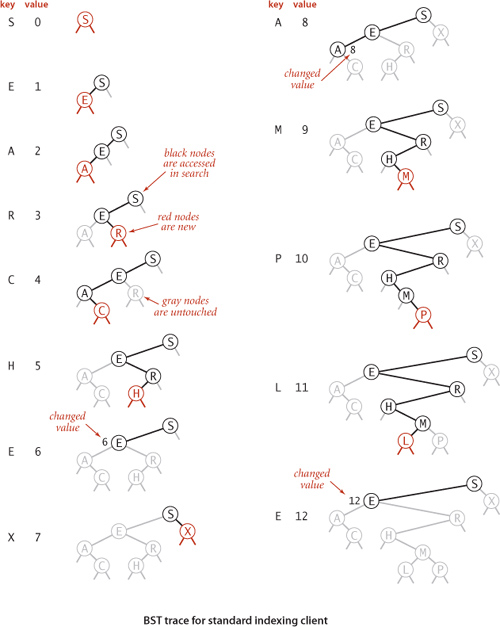 key value
S 0
S
E 1
S
E
A 2
S
E
A
black nodes
are accessed
in search
R 3
S
E
A
R
red nodes
are new
C 4
S
E
A
R
C
gray nodes
are untouched
H 5
S
E
A
R
C
H
changed
value
E 6
S
6 E
A
R
C
H
X 7
S
E
X
A
R
C
H
key value
A 8
S
E
X
A 8
R
C
H
changed
value
M 9
S
E
X
A
R
C
H
M
P 10
S
E
X
A
R
C
H
M
P
L 11
S
E
X
A
R
C
H
M
L
P
changed
value
E 12
S
12 E
X
A
R
C
H
M
L
P
BST trace for standard indexing client